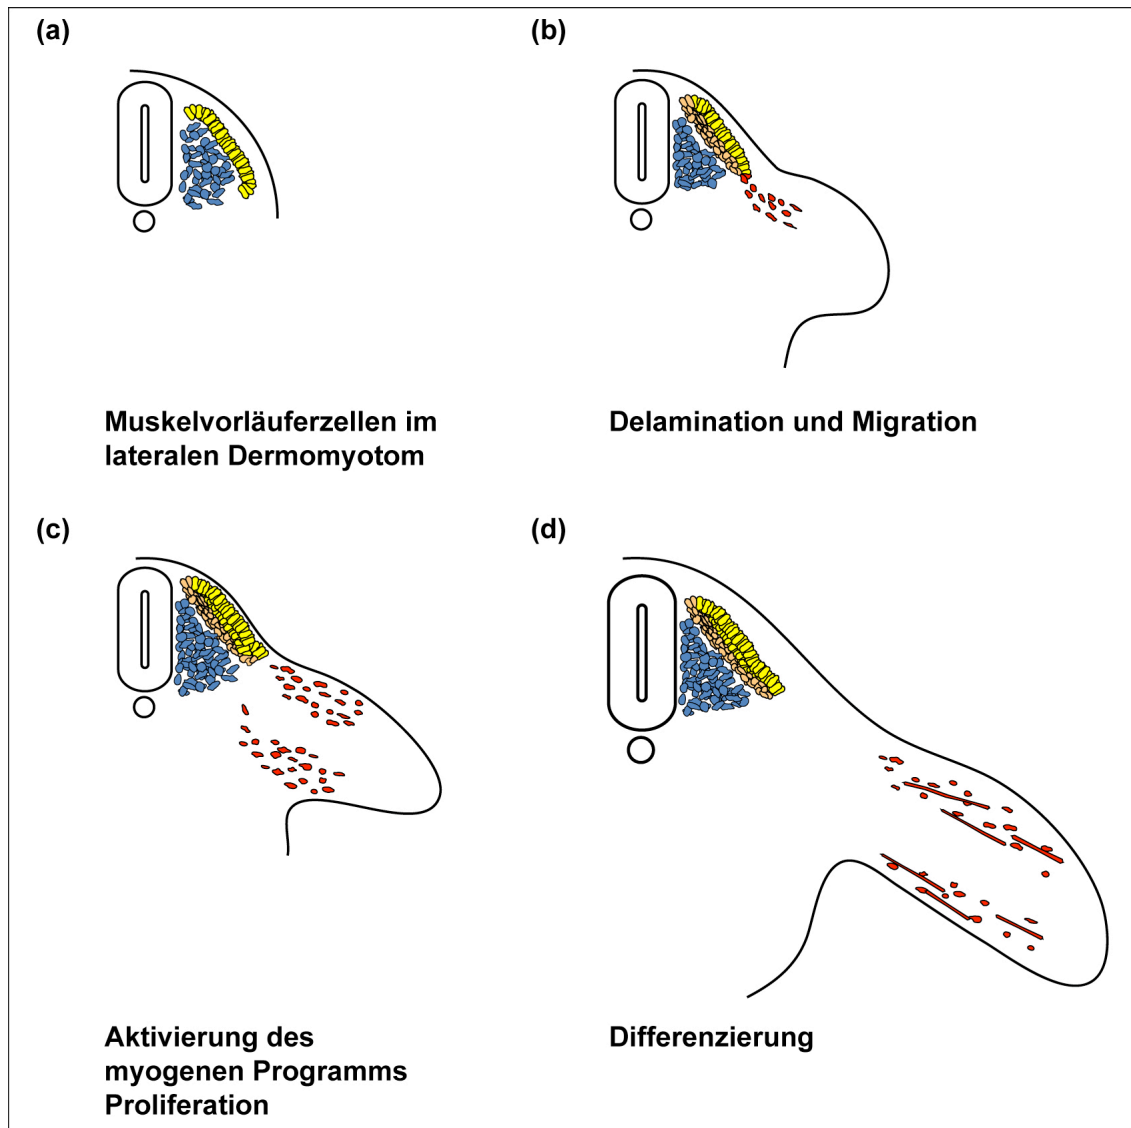 (a)
(b)
Muskelvorläuferzellen im
lateralen Dermomyotom
Delamination und Migration
(c)
(d)
Aktivierung des
myogenen Programms
Proliferation
Differenzierung